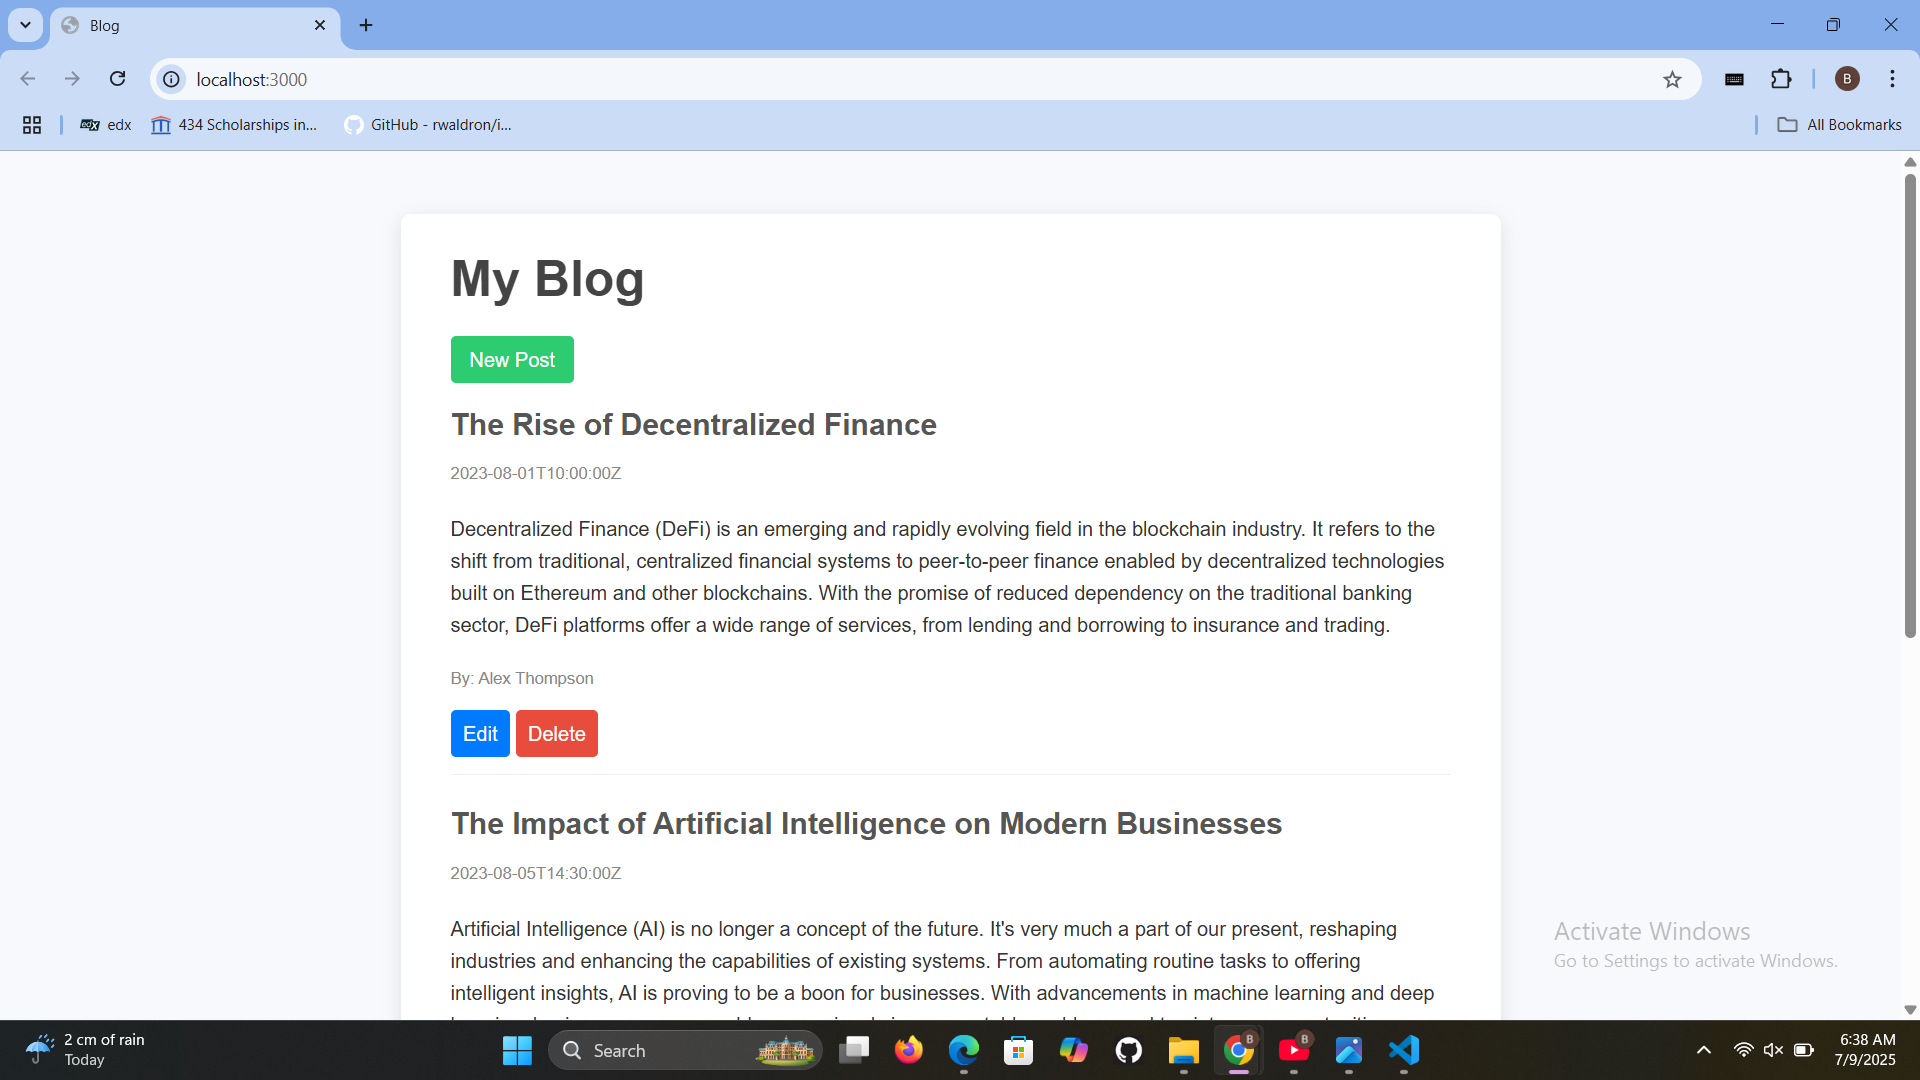 Blog
localhost:3000
B
edx
434 Scholarships in...
GitHub - rwaldron/i...
All Bookmarks
My Blog
New Post
The Rise of Decentralized Finance
2023-08-01T10:00:00Z
Decentralized Finance (DeFi) is an emerging and rapidly evolving field in the blockchain industry. It refers to the
shift from traditional, centralized financial systems to peer-to-peer finance enabled by decentralized technologies
built on Ethereum and other blockchains. With the promise of reduced dependency on the traditional banking
sector, DeFi platforms offer a wide range of services, from lending and borrowing to insurance and trading.
By: Alex Thompson
Edit Delete
The Impact of Artificial Intelligence on Modern Businesses
2023-08-05T14:30:00Z
Artificial Intelligence (AI) is no longer a concept of the future. It's very much a part of our present, reshaping
industries and enhancing the capabilities of existing systems. From automating routine tasks to offering
intelligent insights, AI is proving to be a boon for businesses. With advancements in machine learning and deep
Activate Windows
Go to Settings to activate Windows.
2 cm of rain
Today
Search
B
B
6:38 AM
7/9/2025